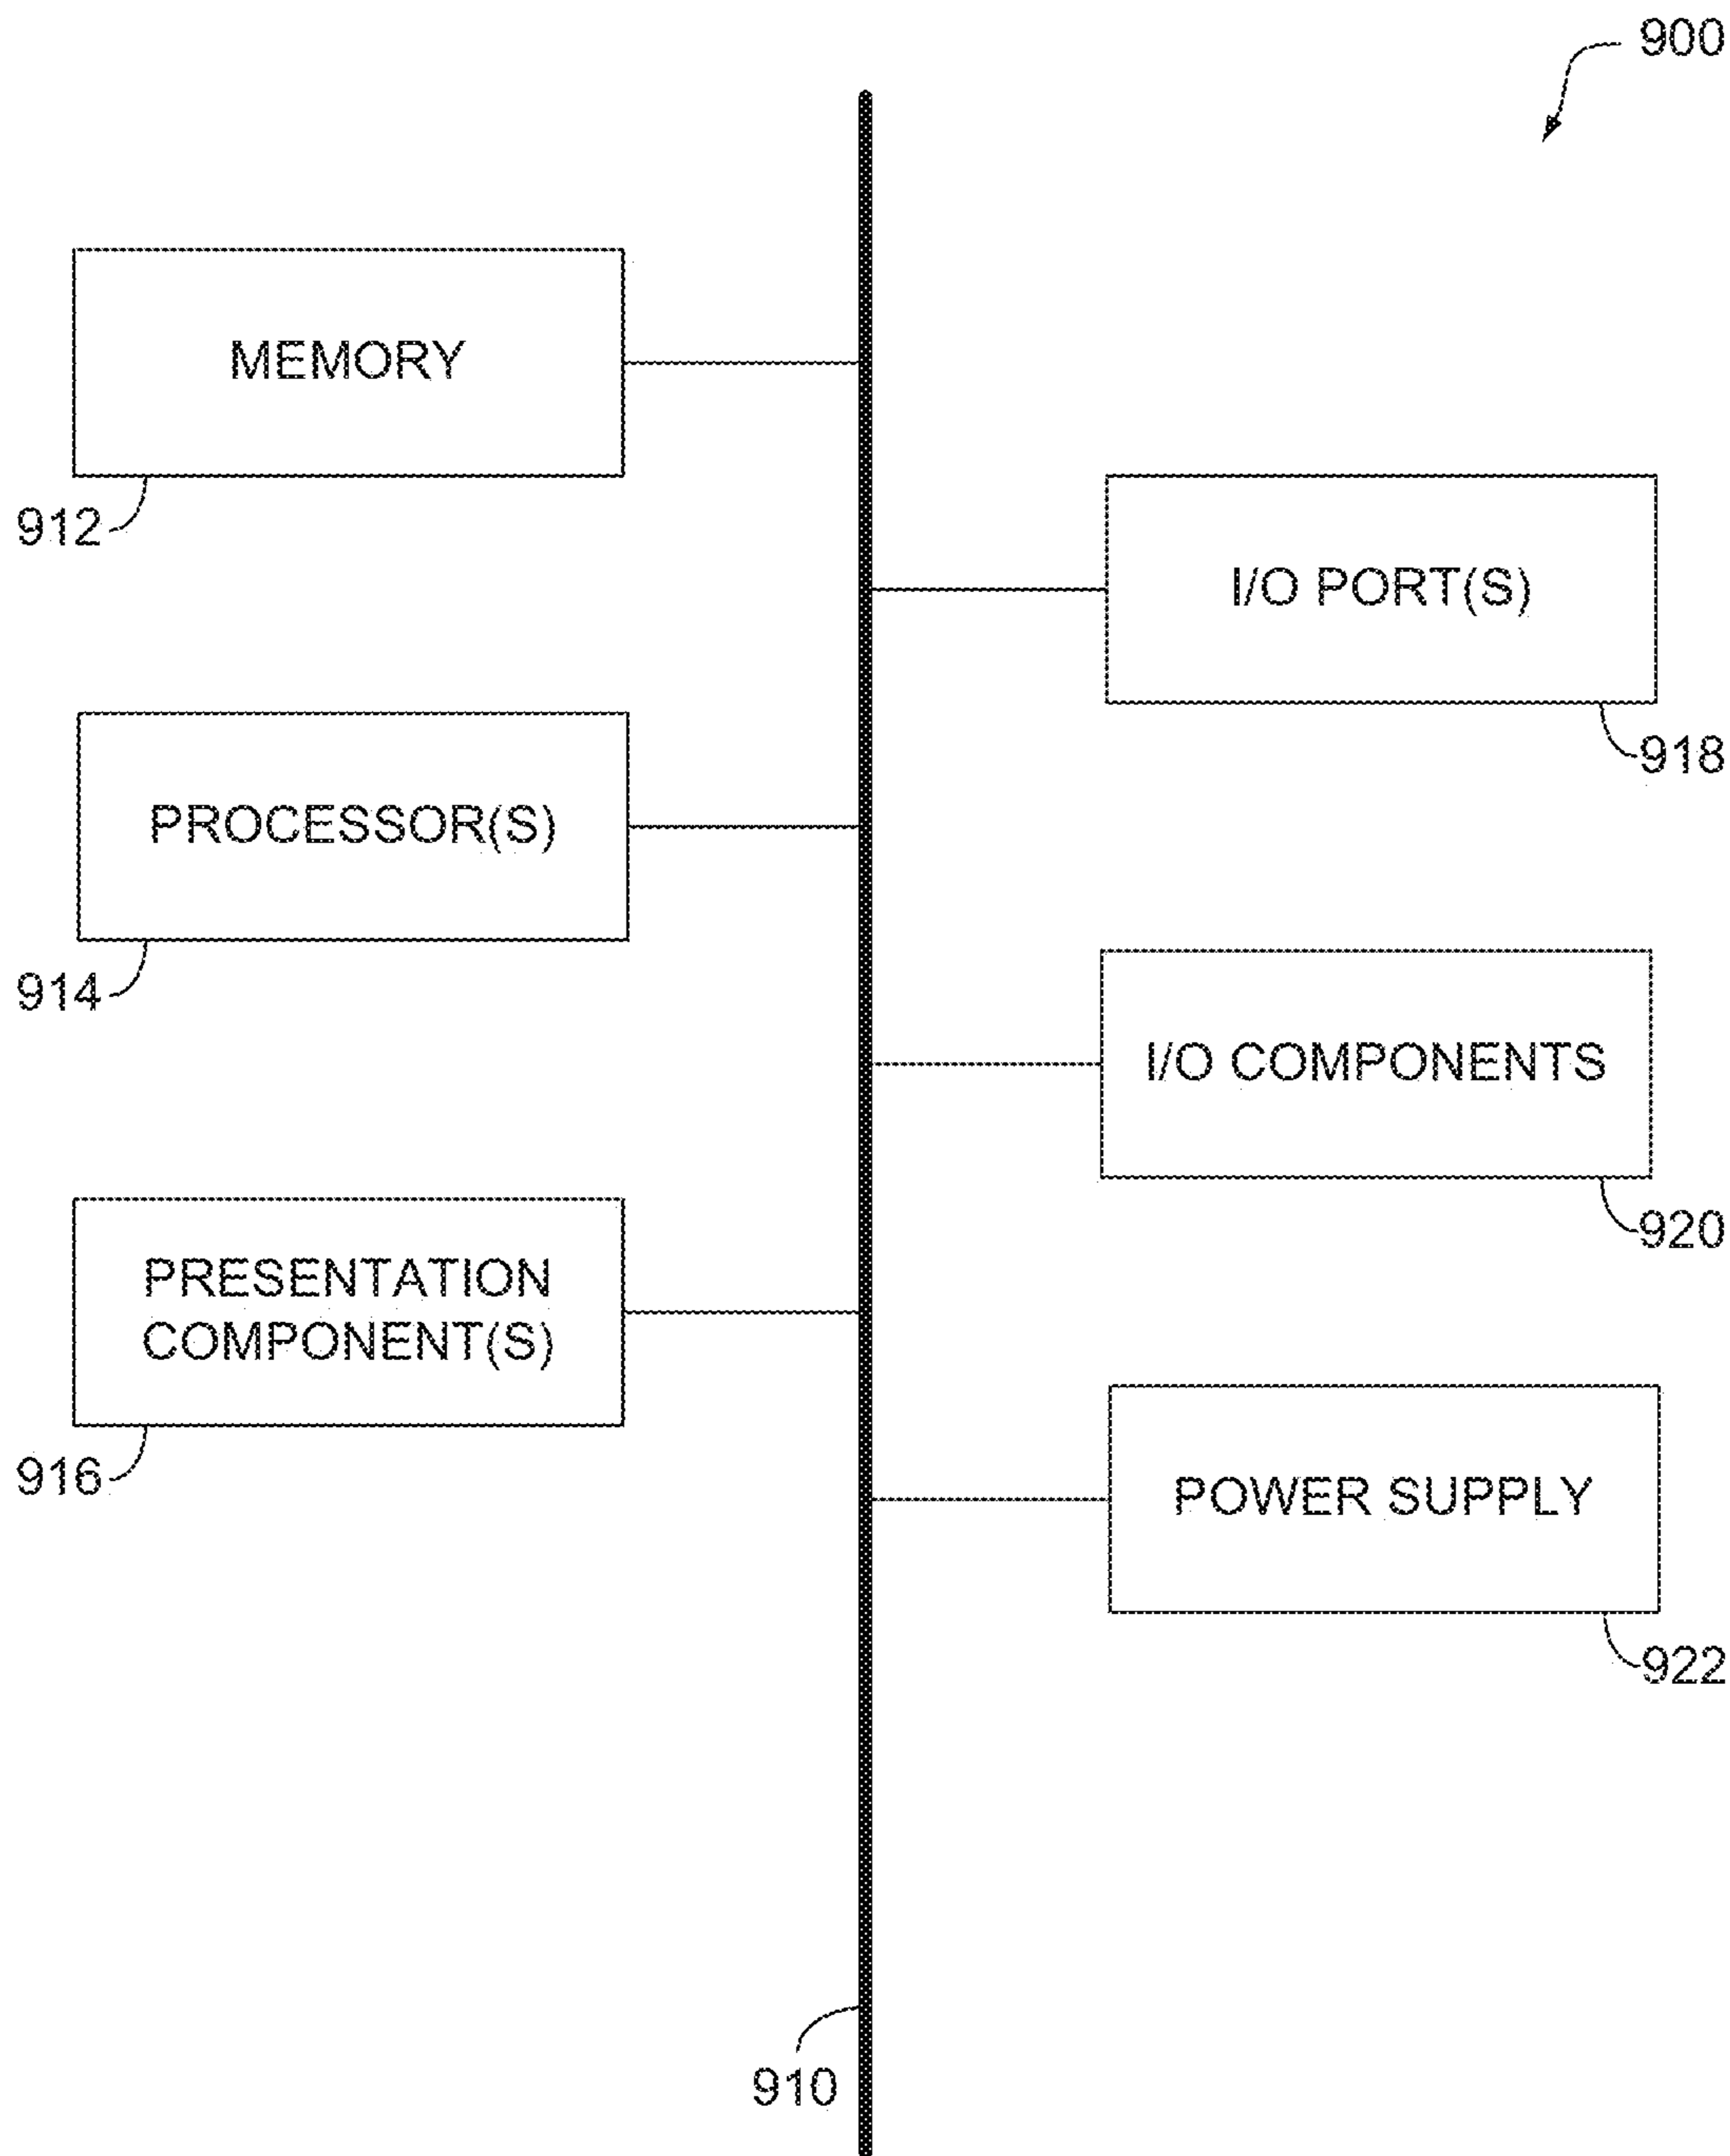 900
MEMORY
912
I/O PORT(S)
918
PROCESSOR(S)
914
I/O COMPONENTS
920
PRESENTATION
COMPONENT(S)
916
POWER SUPPLY
922
910